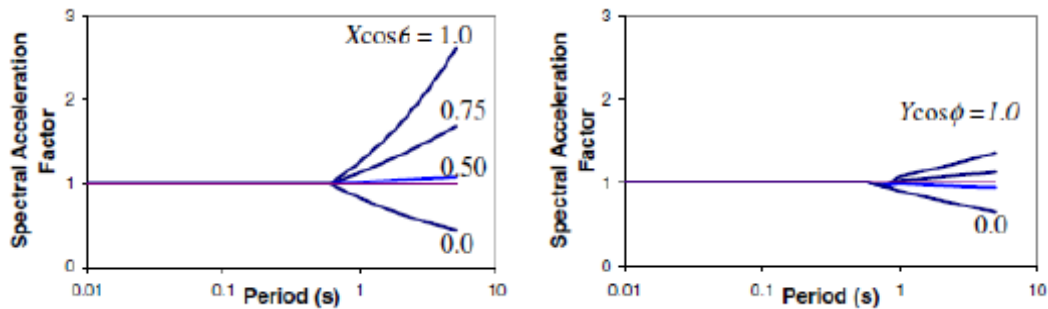 Spectral Acceleration
Factor
3
2
1
0
Xcosθ = 1.0
0.75
0.50
0.0
0.01
0.1
1
10
Period (s)
Spectral Acceleration
Factor
3
2
1
0
Ycosϕ = 1.0
0.0
0.01
0.1
1
10
Period (s)